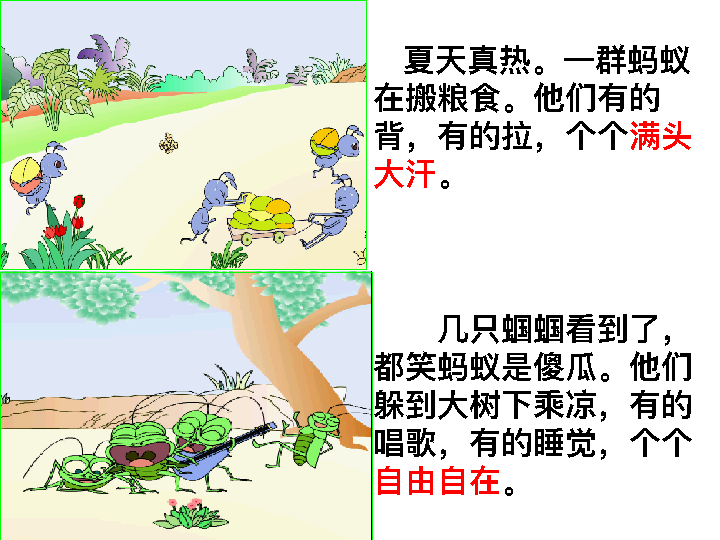 夏天真热。一群蚂蚁
在搬粮食。他们有的
背，有的拉，个个满头
大汗。
几只蝈蝈看到了，
都笑蚂蚁是傻瓜。他们
躲到大树下乘凉，有的
唱歌，有的睡觉，个个
自由自在。